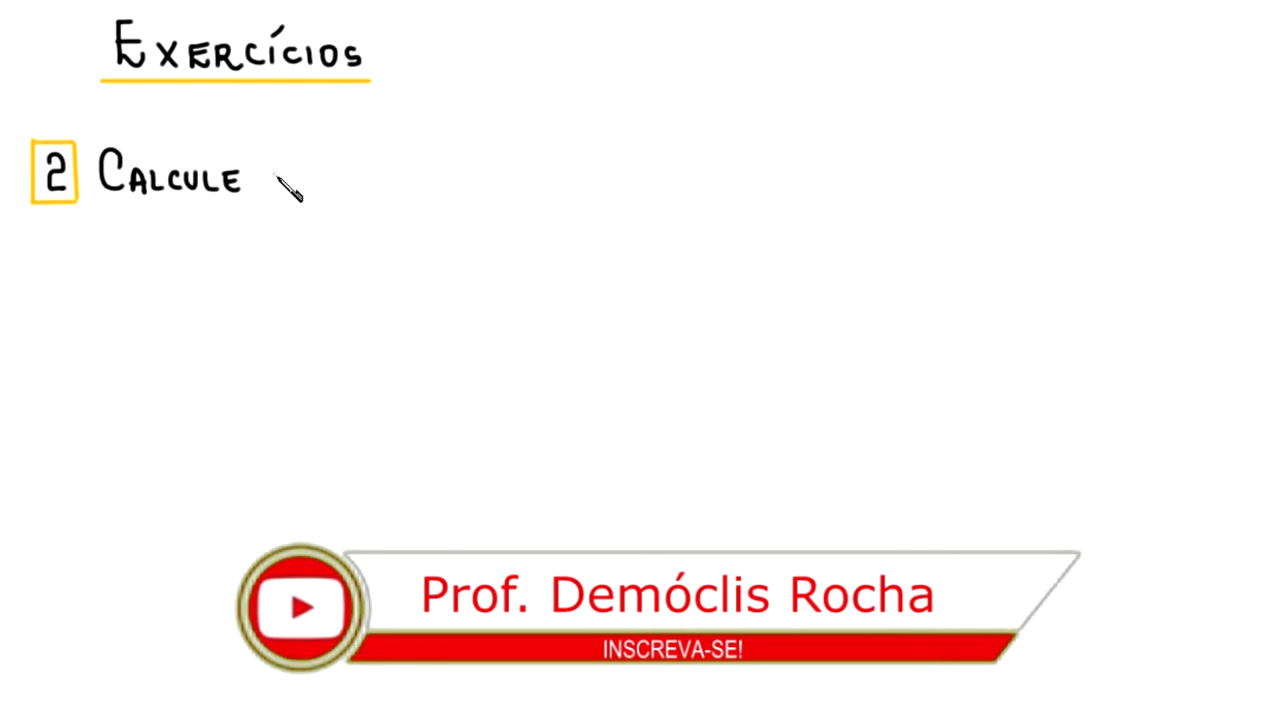 Exercícios
2 Calcule
Prof. Demóclis Rocha
INSCREVA-SE!